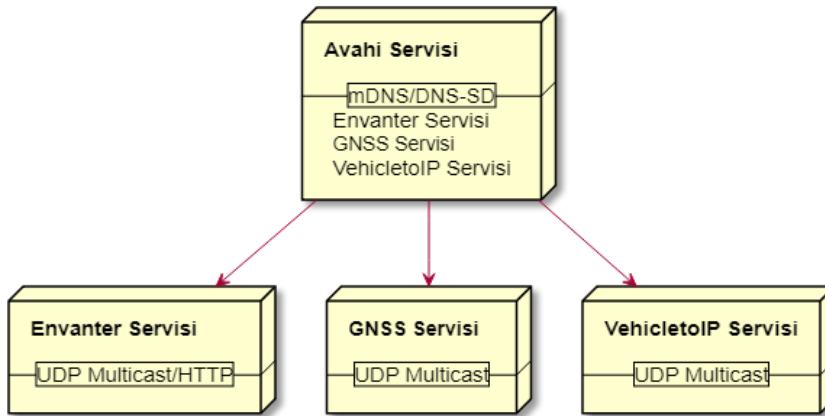 Avahi Servisi
mDNS/DNS-SD
Envanter Servisi
GNSS Servisi
VehicletoIP Servisi
Envanter Servisi
UDP Multicast/HTTP
GNSS Servisi
UDP Multicast
VehicletoIP Servisi
UDP Multicast